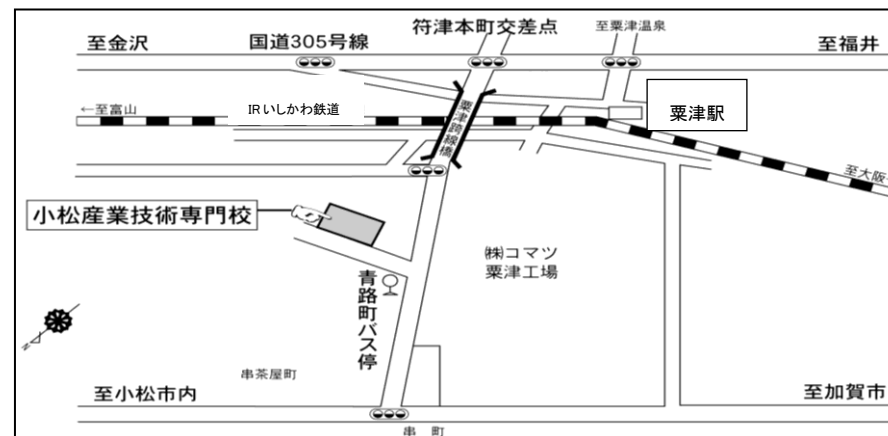 符津本町交差点
至金沢
国道305号線
至粟津温泉
至福井
←至富山
IRいしかわ鉄道
粟津跨線橋
粟津駅
至大阪
小松産業技術専門校
㈱コマツ
粟津工場
青路町バス停
N
串茶屋町
至小松市内
至加賀市
串 町